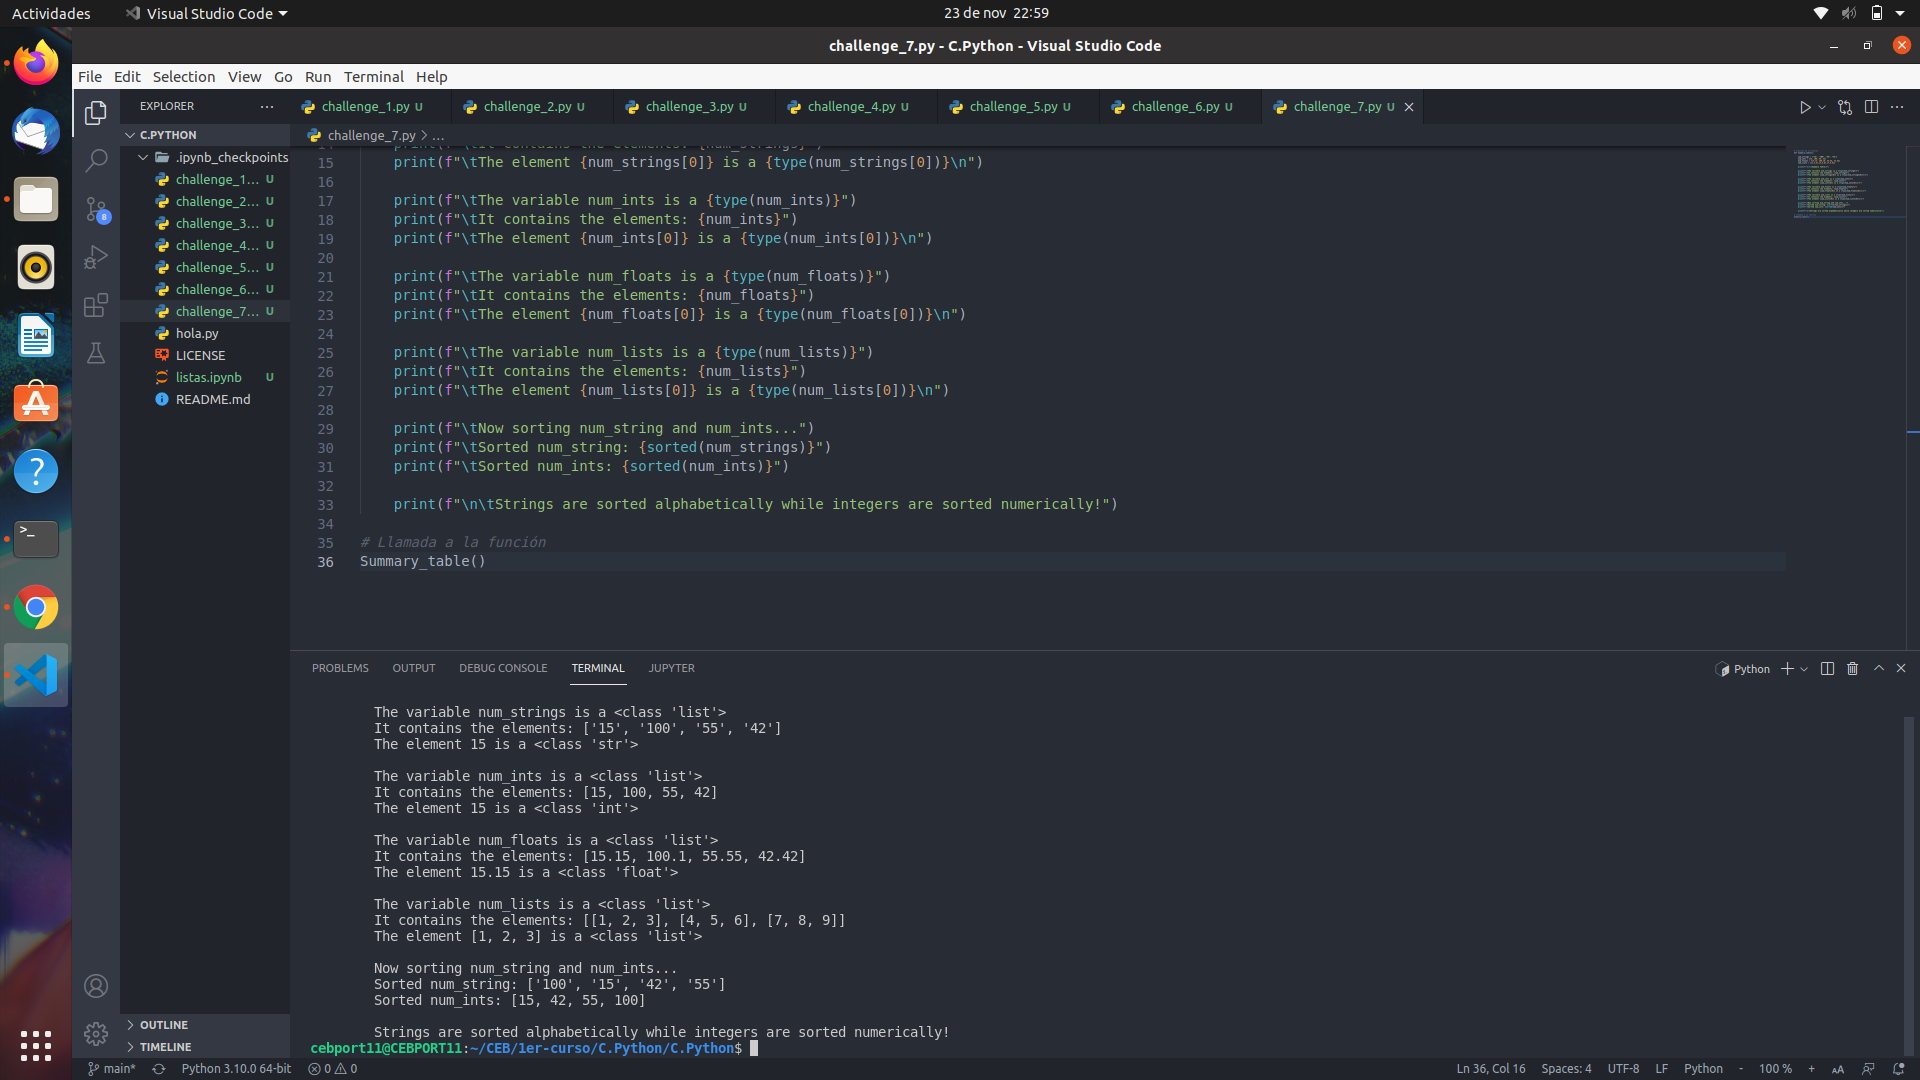 Actividades
Visual Studio Code
23 de nov 22:59
challenge_7.py - C.Python - Visual Studio Code
File Edit Selection View Go Run Terminal Help
EXPLORER
challenge_1.py U
challenge_2.py U
challenge_3.py U
challenge_4.py U
challenge_5.py U
challenge_6.py U
challenge_7.py U
C.PYTHON
.ipynb_checkpoints
challenge_1... U
challenge_2... U
challenge_3... U
challenge_4... U
challenge_5... U
challenge_6... U
challenge_7... U
hola.py
LICENSE
listas.ipynb U
README.md
8
OUTLINE
TIMELINE
challenge_7.py > ...
15 print(f"\tThe element {num_strings[0]} is a {type(num_strings[0])}\n")
16
17 print(f"\tThe variable num_ints is a {type(num_ints)}")
18 print(f"\tIt contains the elements: {num_ints}")
19 print(f"\tThe element {num_ints[0]} is a {type(num_ints[0])}\n")
20
21 print(f"\tThe variable num_floats is a {type(num_floats)}")
22 print(f"\tIt contains the elements: {num_floats}")
23 print(f"\tThe element {num_floats[0]} is a {type(num_floats[0])}\n")
24
25 print(f"\tThe variable num_lists is a {type(num_lists)}")
26 print(f"\tIt contains the elements: {num_lists}")
27 print(f"\tThe element {num_lists[0]} is a {type(num_lists[0])}\n")
28
29 print(f"\tNow sorting num_string and num_ints...")
30 print(f"\tSorted num_string: {sorted(num_strings)}")
31 print(f"\tSorted num_ints: {sorted(num_ints)}")
32
33 print(f"\n\tStrings are sorted alphabetically while integers are sorted numerically!")
34
35 # Llamada a la función
36 Summary_table()
PROBLEMS OUTPUT DEBUG CONSOLE TERMINAL JUPYTER
Python
The variable num_strings is a <class 'list'>
It contains the elements: ['15', '100', '55', '42']
The element 15 is a <class 'str'>
The variable num_ints is a <class 'list'>
It contains the elements: [15, 100, 55, 42]
The element 15 is a <class 'int'>
The variable num_floats is a <class 'list'>
It contains the elements: [15.15, 100.1, 55.55, 42.42]
The element 15.15 is a <class 'float'>
The variable num_lists is a <class 'list'>
It contains the elements: [[1, 2, 3], [4, 5, 6], [7, 8, 9]]
The element [1, 2, 3] is a <class 'list'>
Now sorting num_string and num_ints...
Sorted num_string: ['100', '15', '42', '55']
Sorted num_ints: [15, 42, 55, 100]
Strings are sorted alphabetically while integers are sorted numerically!
cebport11@CEBPORT11:~/CEB/1er-curso/C.Python/C.Python$
main* Python 3.10.0 64-bit 0 0 Ln 36, Col 16 Spaces: 4 UTF-8 LF Python - 100 % + AA